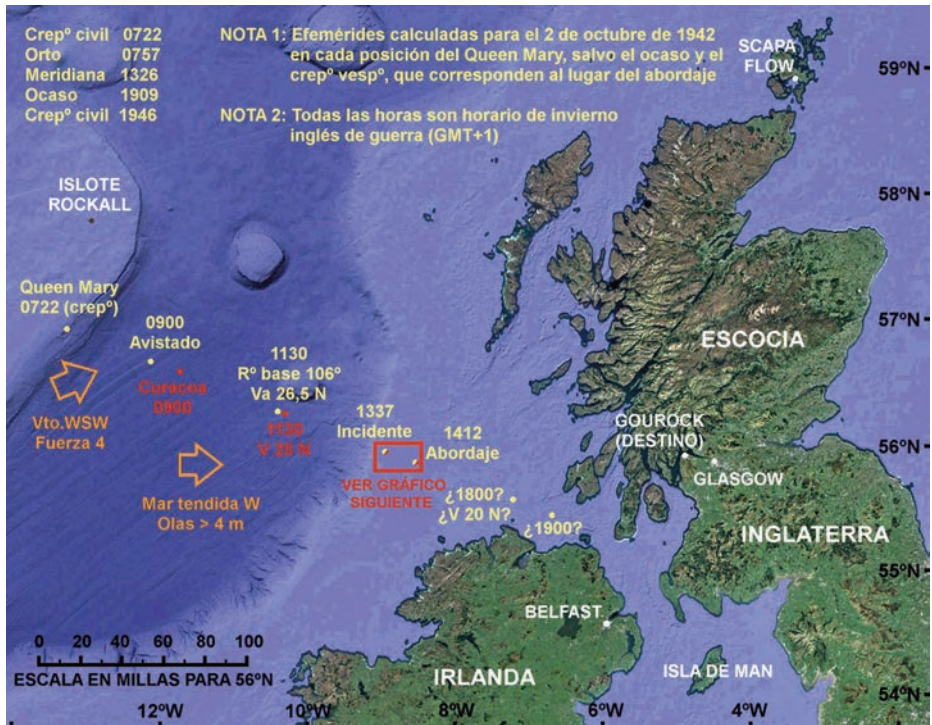 Crepº civil 0722
Orto 0757
Meridiana 1326
Ocaso 1909
Crepº civil 1946
NOTA 1: Efemérides calculadas para el 2 de octubre de 1942
en cada posición del Queen Mary, salvo el ocaso y el
crepº vespº, que corresponden al lugar del abordaje
NOTA 2: Todas las horas son horario de invierno
inglés de guerra (GMT+1)
SCAPA
FLOW
59ºN
58ºN
57ºN
56ºN
55ºN
54ºN
ISLOTE
ROCKALL
Queen Mary
0722 (crepº)
0900
Avistado
Curacoa
0900
Vto.WSW
Fuerza 4
1130
Rº base 106º
Va 26,5 N
1130
V 25 N
Mar tendida W
Olas > 4 m
1337
Incidente
1412
Abordaje
VER GRÁFICO
SIGUIENTE
¿1800?
¿V 20 N?
¿1900?
ESCOCIA
GOUROCK
(DESTINO)
GLASGOW
INGLATERRA
BELFAST
IRLANDA
ISLA DE MAN
0 20 40 60 80 100
ESCALA EN MILLAS PARA 56ºN
12ºW
10ºW
8ºW
6ºW
4ºW